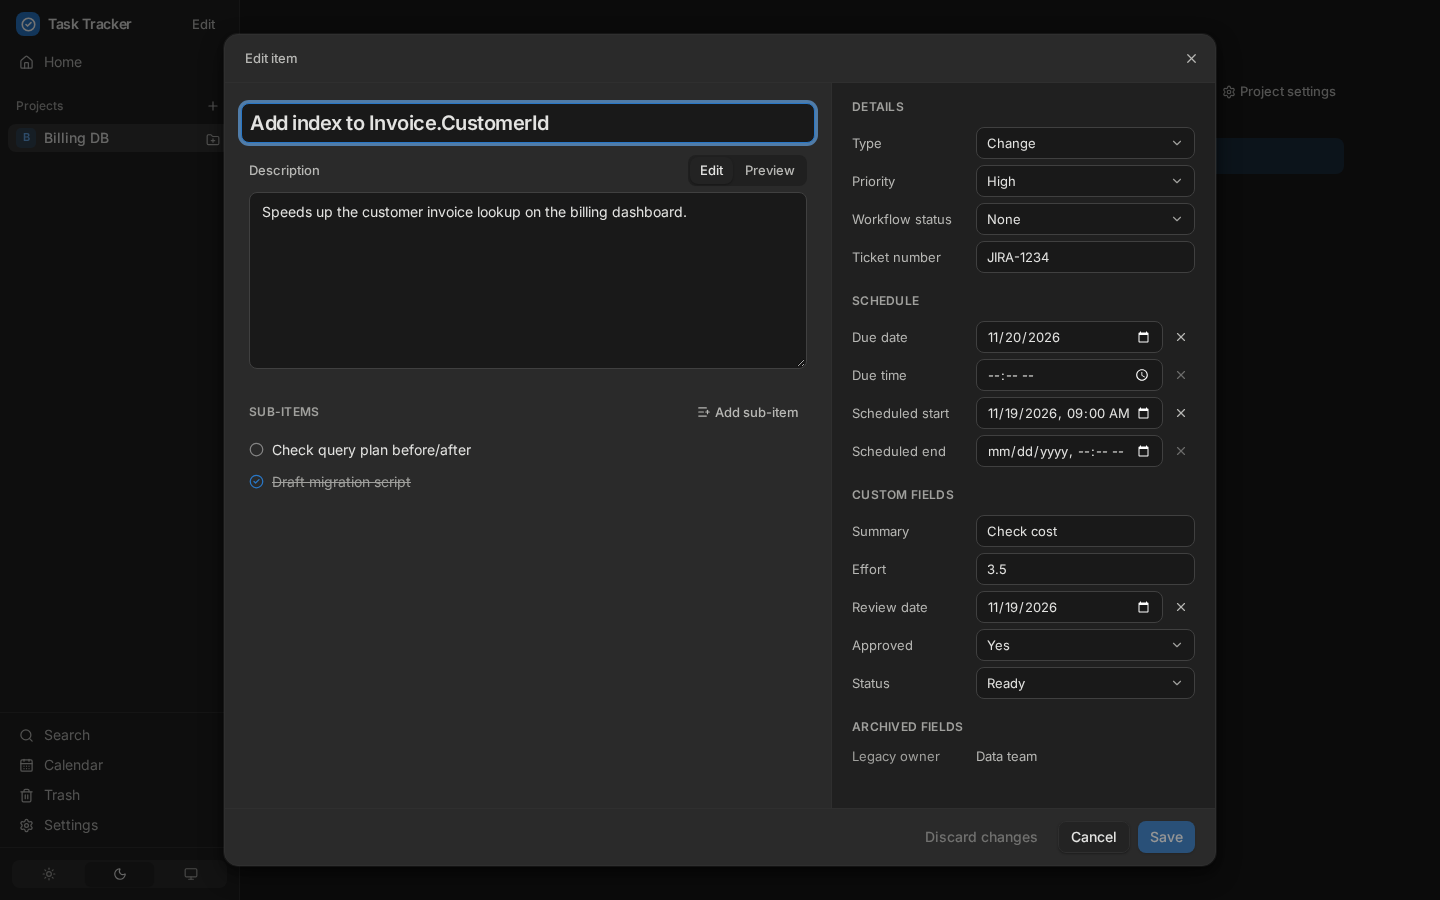 Task Tracker
Edit
Home
Projects
B Billing DB
Search
Calendar
Trash
Settings
Project settings
Edit item
Add index to Invoice.CustomerId
Description
Edit Preview
Speeds up the customer invoice lookup on the billing dashboard.
SUB-ITEMS
Add sub-item
Check query plan before/after
Draft migration script
DETAILS
Type Change
Priority High
Workflow status None
Ticket number JIRA-1234
SCHEDULE
Due date 11/20/2026
Due time --:-- --
Scheduled start 11/19/2026, 09:00 AM
Scheduled end mm/dd/yyyy, --:-- --
CUSTOM FIELDS
Summary Check cost
Effort 3.5
Review date 11/19/2026
Approved Yes
Status Ready
ARCHIVED FIELDS
Legacy owner Data team
Discard changes Cancel Save